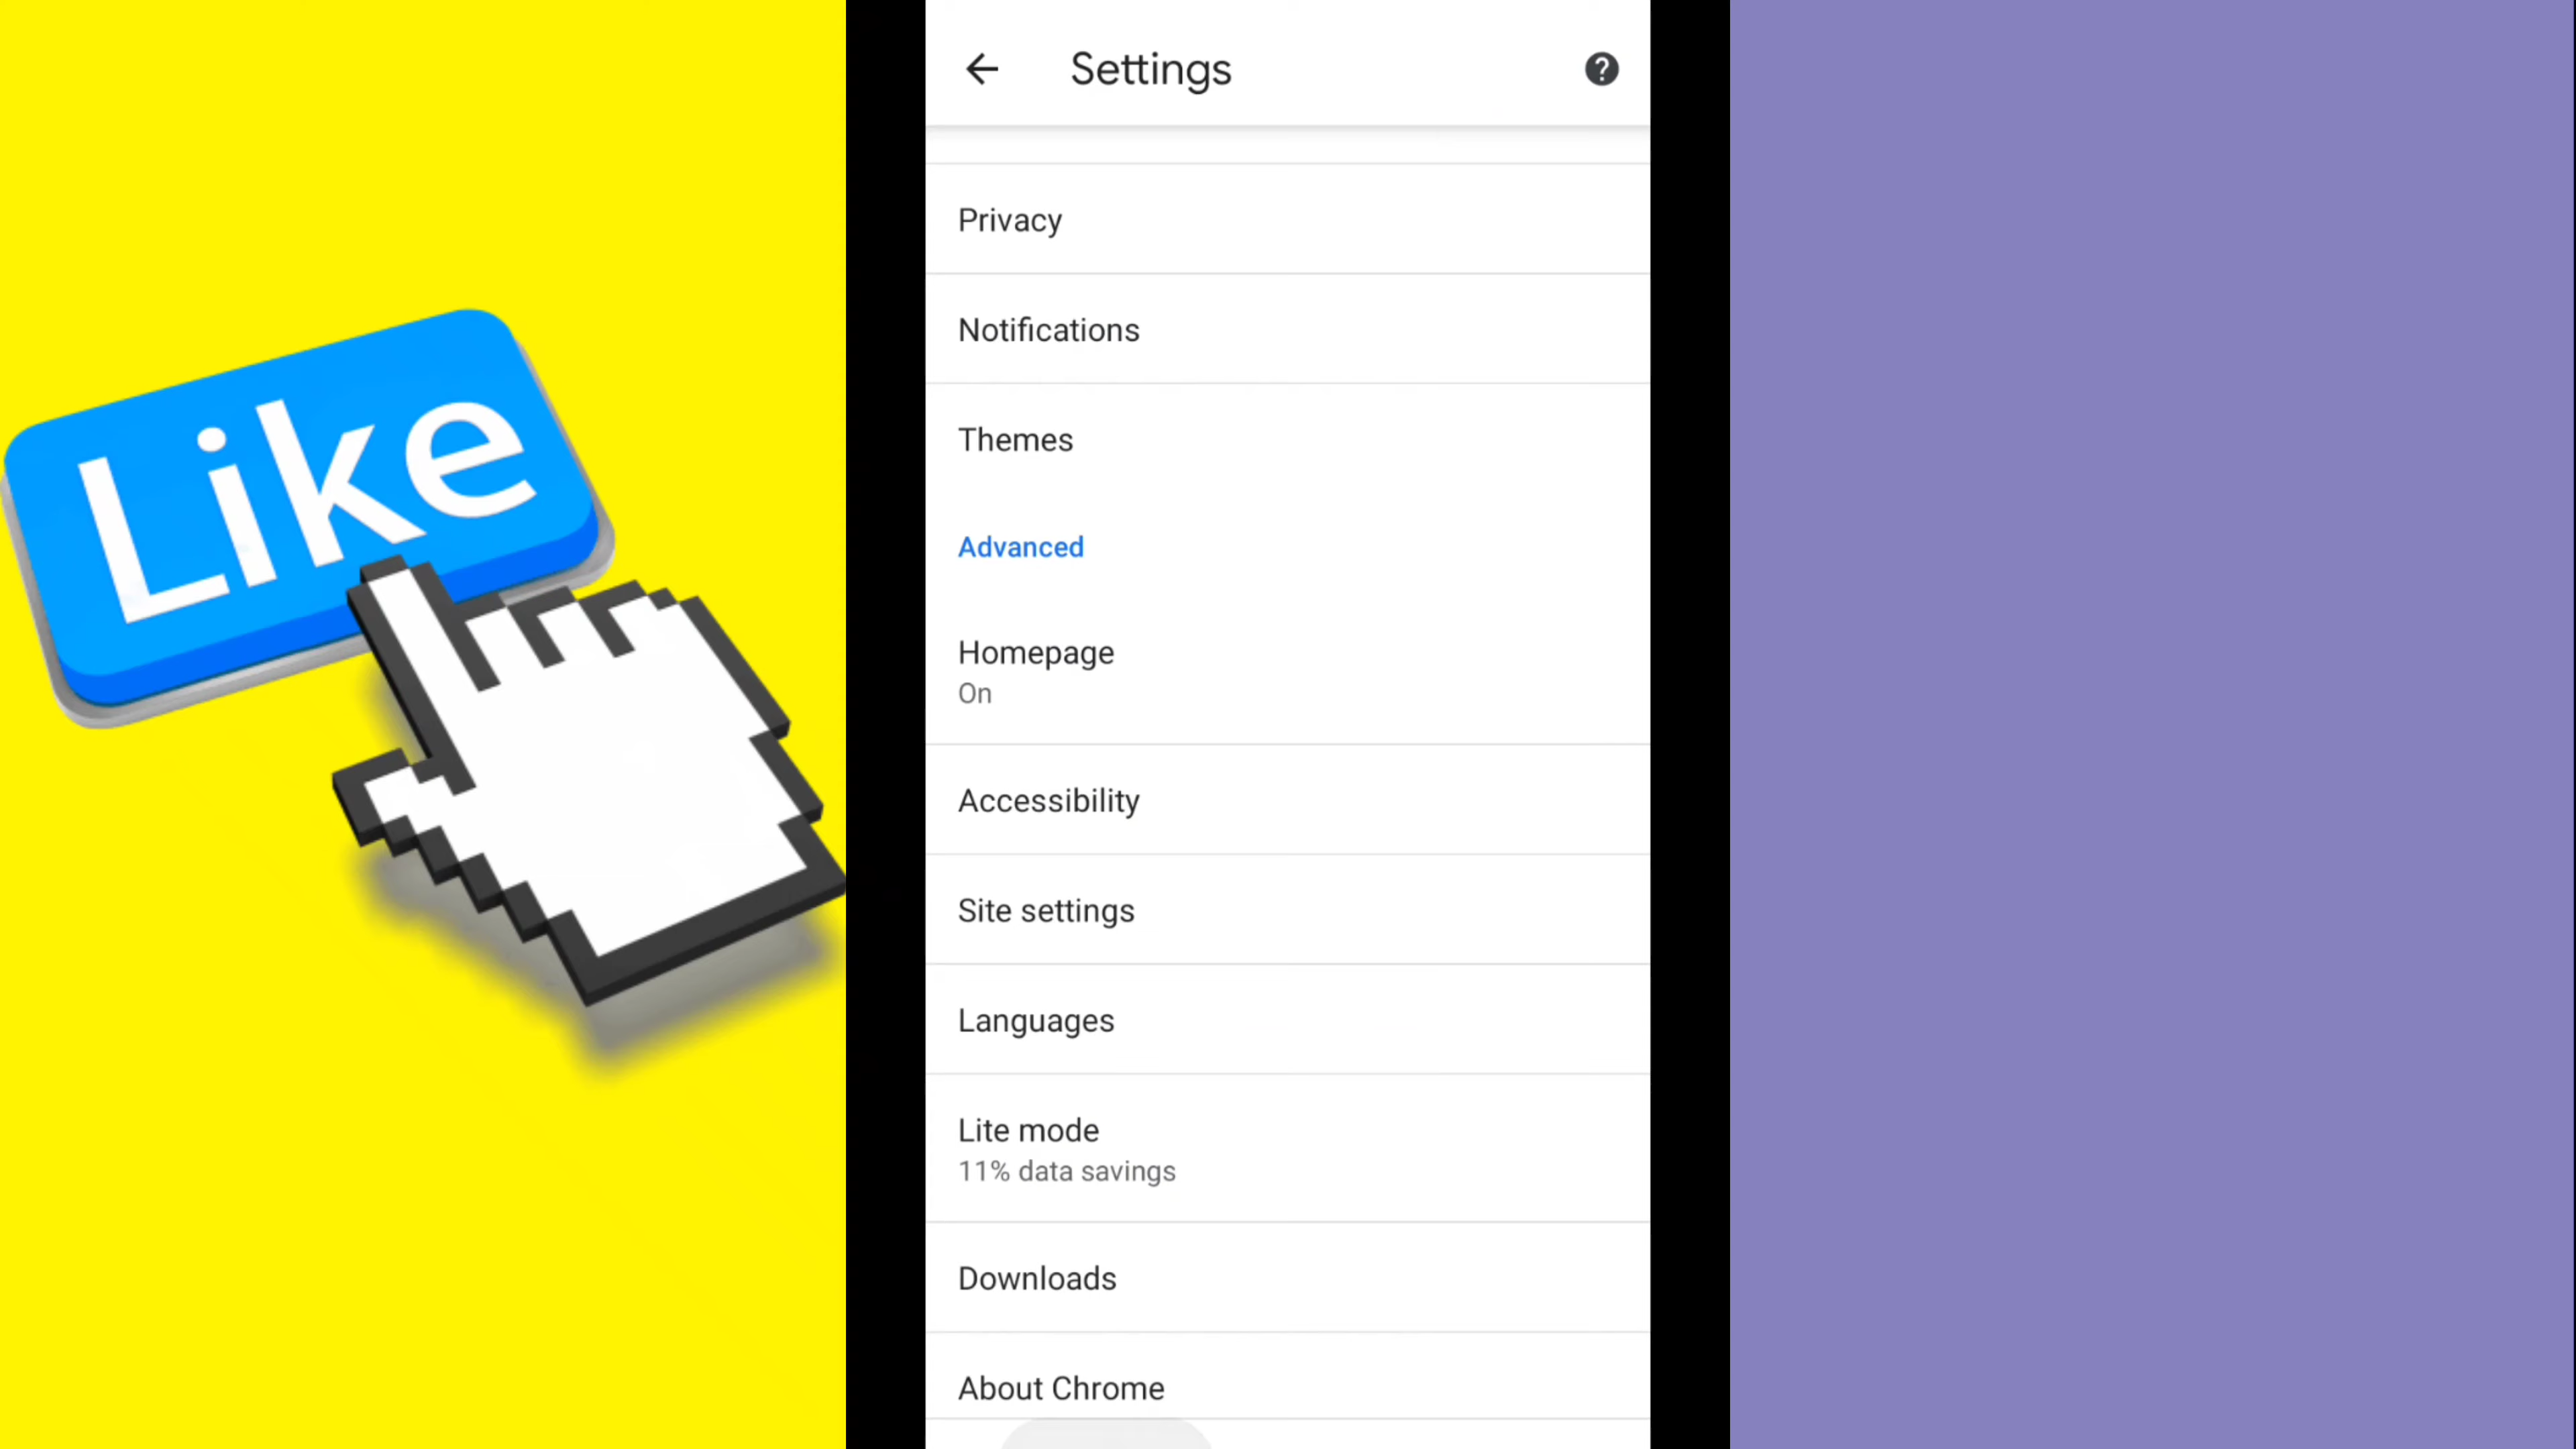 Like
Settings
Privacy
Notifications
Themes
Advanced
Homepage
On
Accessibility
Site settings
Languages
Lite mode
11% data savings
Downloads
About Chrome